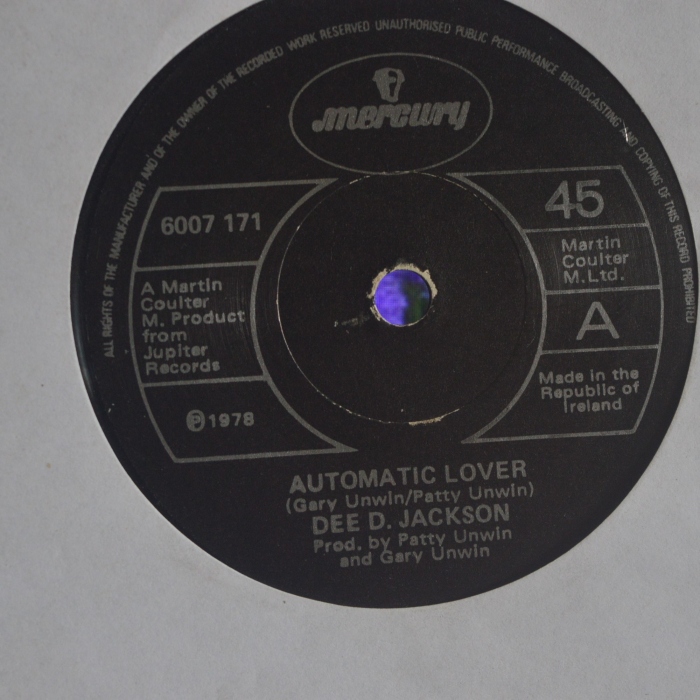 ALL RIGHTS OF THE MANUFACTURER AND OF THE OWNER OF THE RECORDED WORK RESERVED UNAUTHORISED PUBLIC PERFORMANCE BROADCASTING AND COPYING OF THIS RECORD PROHIBITED
mercury
6007 171
45
Martin
Coulter
M.Ltd.
A Martin
Coulter
M. Product
from
Jupiter
Records
A
Made in the
Republic of
Ireland
℗ 1978
AUTOMATIC LOVER
(Gary Unwin/Patty Unwin)
DEE D. JACKSON
Prod. by Patty Unwin
and Gary Unwin